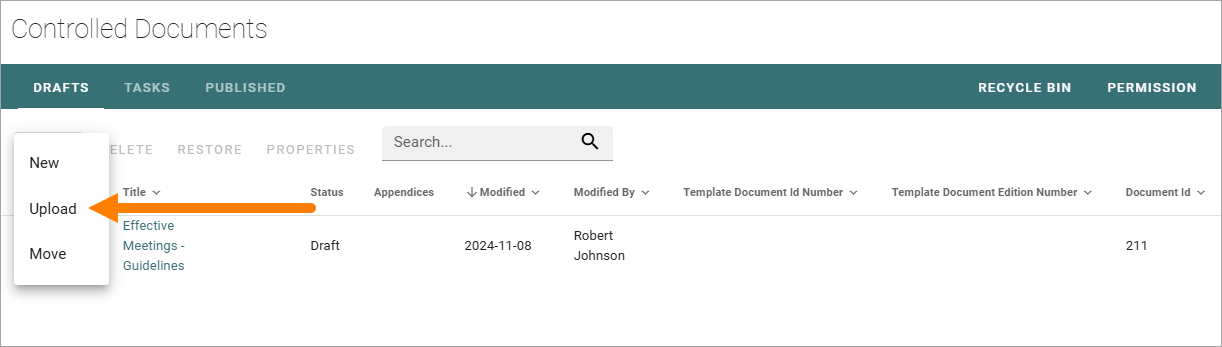 Controlled Documents
DRAFTS TASKS PUBLISHED RECYCLE BIN PERMISSION
RESTORE PROPERTIES Search...
New
Upload
Move
Title Status Appendices Modified Modified By Template Document Id Number Template Document Edition Number Document Id
Effective
Meetings -
Guidelines
Draft 2024-11-08
Robert
Johnson
211